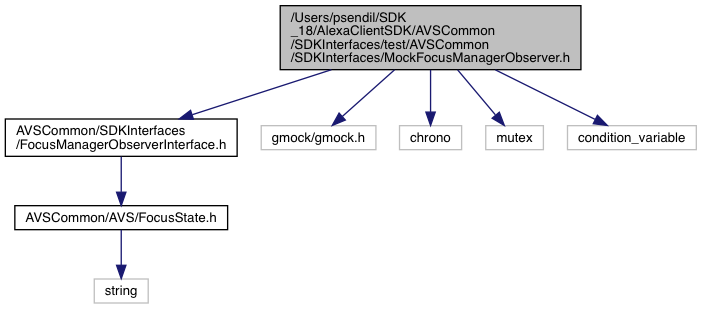 /Users/psendil/SDK
_18/AlexaClientSDK/AVSCommon
/SDKInterfaces/test/AVSCommon
/SDKInterfaces/MockFocusManagerObserver.h
AVSCommon/SDKInterfaces
/FocusManagerObserverInterface.h
gmock/gmock.h
chrono
mutex
condition_variable
AVSCommon/AVS/FocusState.h
string